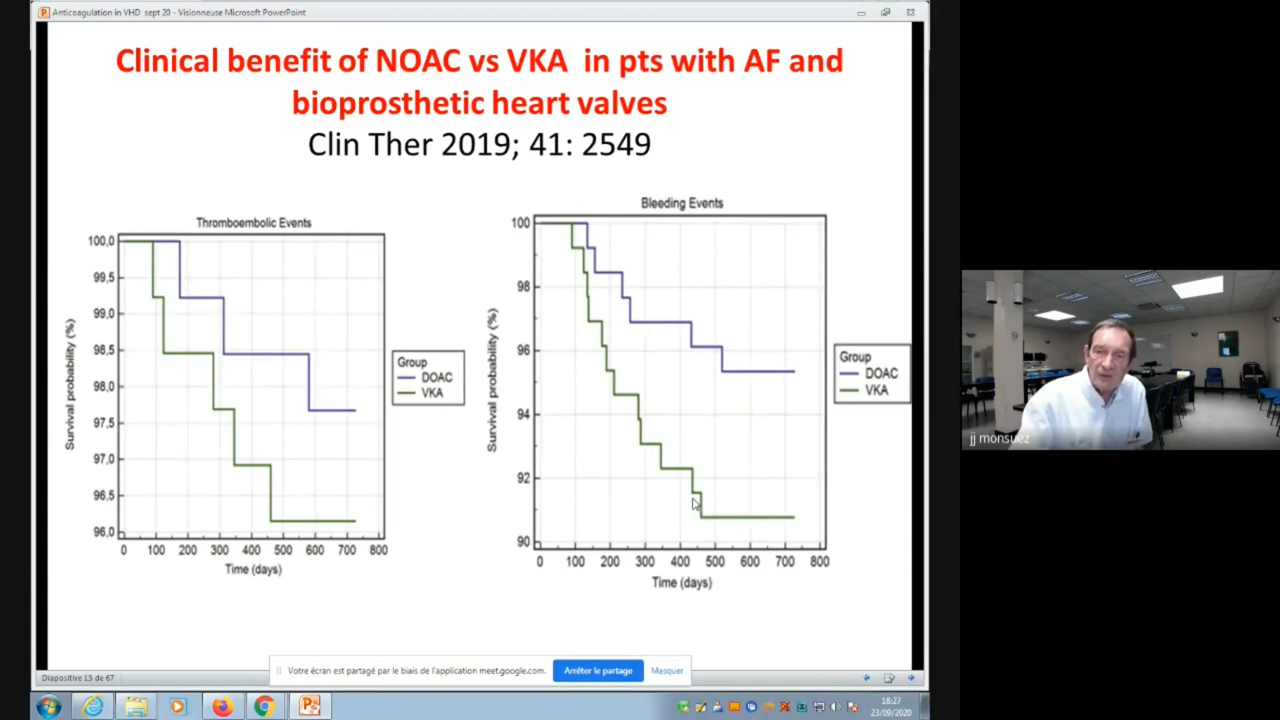 Anticoagulation in VHD sept 20 - Visionneuse Microsoft PowerPoint
Clinical benefit of NOAC vs VKA in pts with AF and
bioprosthetic heart valves
Clin Ther 2019; 41: 2549
Thromboembolic Events
100,0
99,5
99,0
98,5
98,0
97,5
97,0
96,5
96,0
Survival probability (%)
0 100 200 300 400 500 600 700 800
Time (days)
Group
DOAC
VKA
Bleeding Events
100
98
96
94
92
90
Survival probability (%)
0 100 200 300 400 500 600 700 800
Time (days)
Group
DOAC
VKA
jj monsuez
Votre écran est partagé par le biais de l'application meet.google.com.
Arrêter le partage
Masquer
Diapositive 13 de 67
18:27
23/09/2020